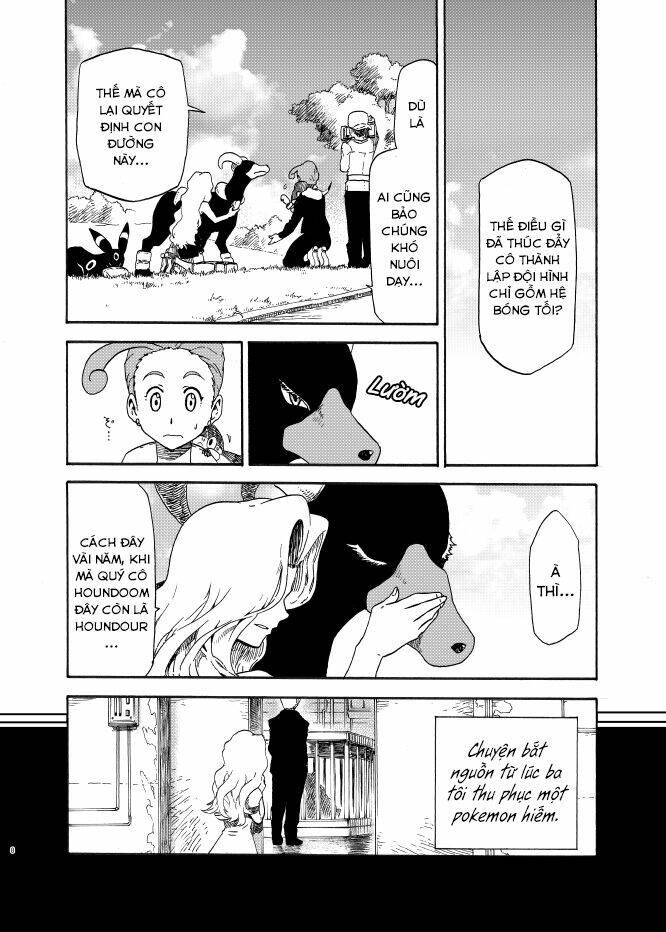 THẾ ĐIỀU GÌ
ĐÃ THÚC ĐẨY
CÔ THÀNH
LẬP ĐỘI HÌNH
CHỈ GỒM HỆ
BÓNG TỐI?
DÙ
LÀ
AI CŨNG
BẢO
CHÚNG
KHÓ
NUÔI
DẠY...
THẾ MÀ CÔ
LẠI QUYẾT
ĐỊNH CON
ĐƯỜNG
NÀY...
LƯỜM
À
THÌ...
CÁCH ĐÂY
VÀI NĂM, KHI
MÀ QUÝ CÔ
HOUNDOOM
ĐÂY CÒN LÀ
HOUNDOUR
...
Chuyện bắt
nguồn từ lúc ba
tôi thu phục một
pokemon hiếm.